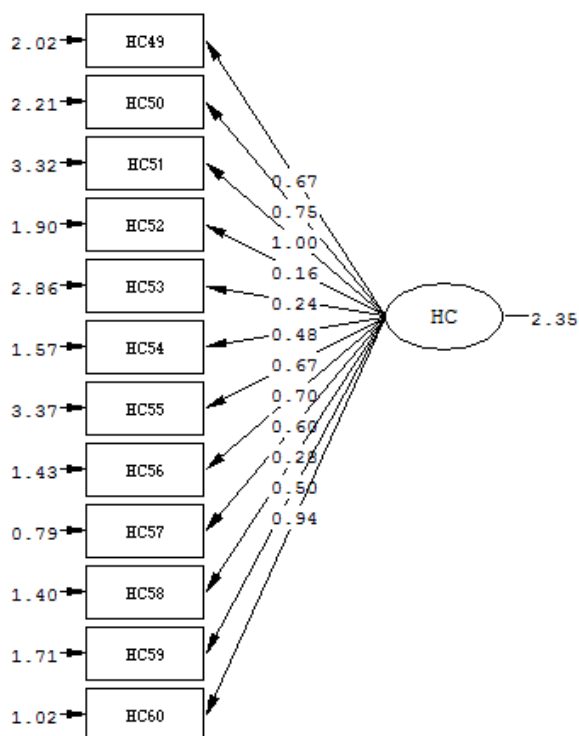 2.02 HC49
2.21 HC50
3.32 HC51
0.67
1.90 HC52
0.75
1.00
0.16
2.86 HC53
0.24
HC 2.35
1.57 HC54
0.48
0.67
3.37 HC55
0.70
0.60
1.43 HC56
0.28
0.50
0.79 HC57
0.94
1.40 HC58
1.71 HC59
1.02 HC60